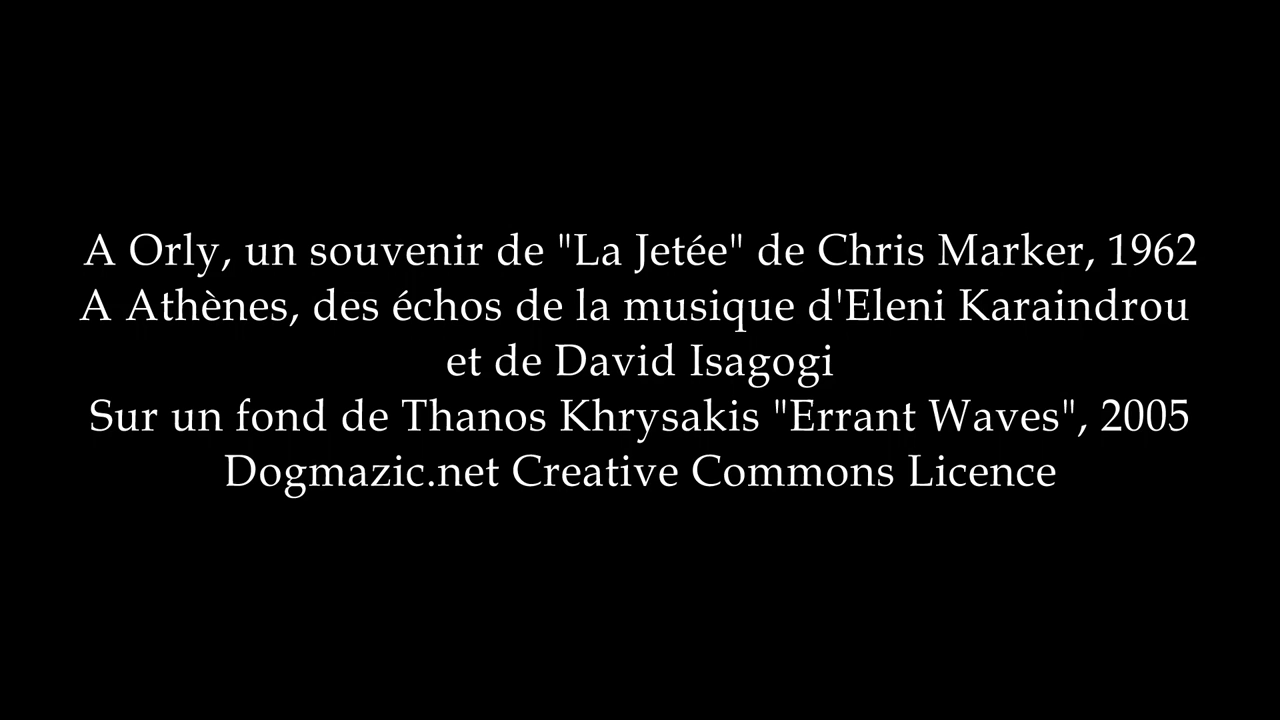 A Orly, un souvenir de "La Jetée" de Chris Marker, 1962
A Athènes, des échos de la musique d'Eleni Karaindrou
et de David Isagogi
Sur un fond de Thanos Khrysakis "Errant Waves", 2005
Dogmazic.net Creative Commons Licence